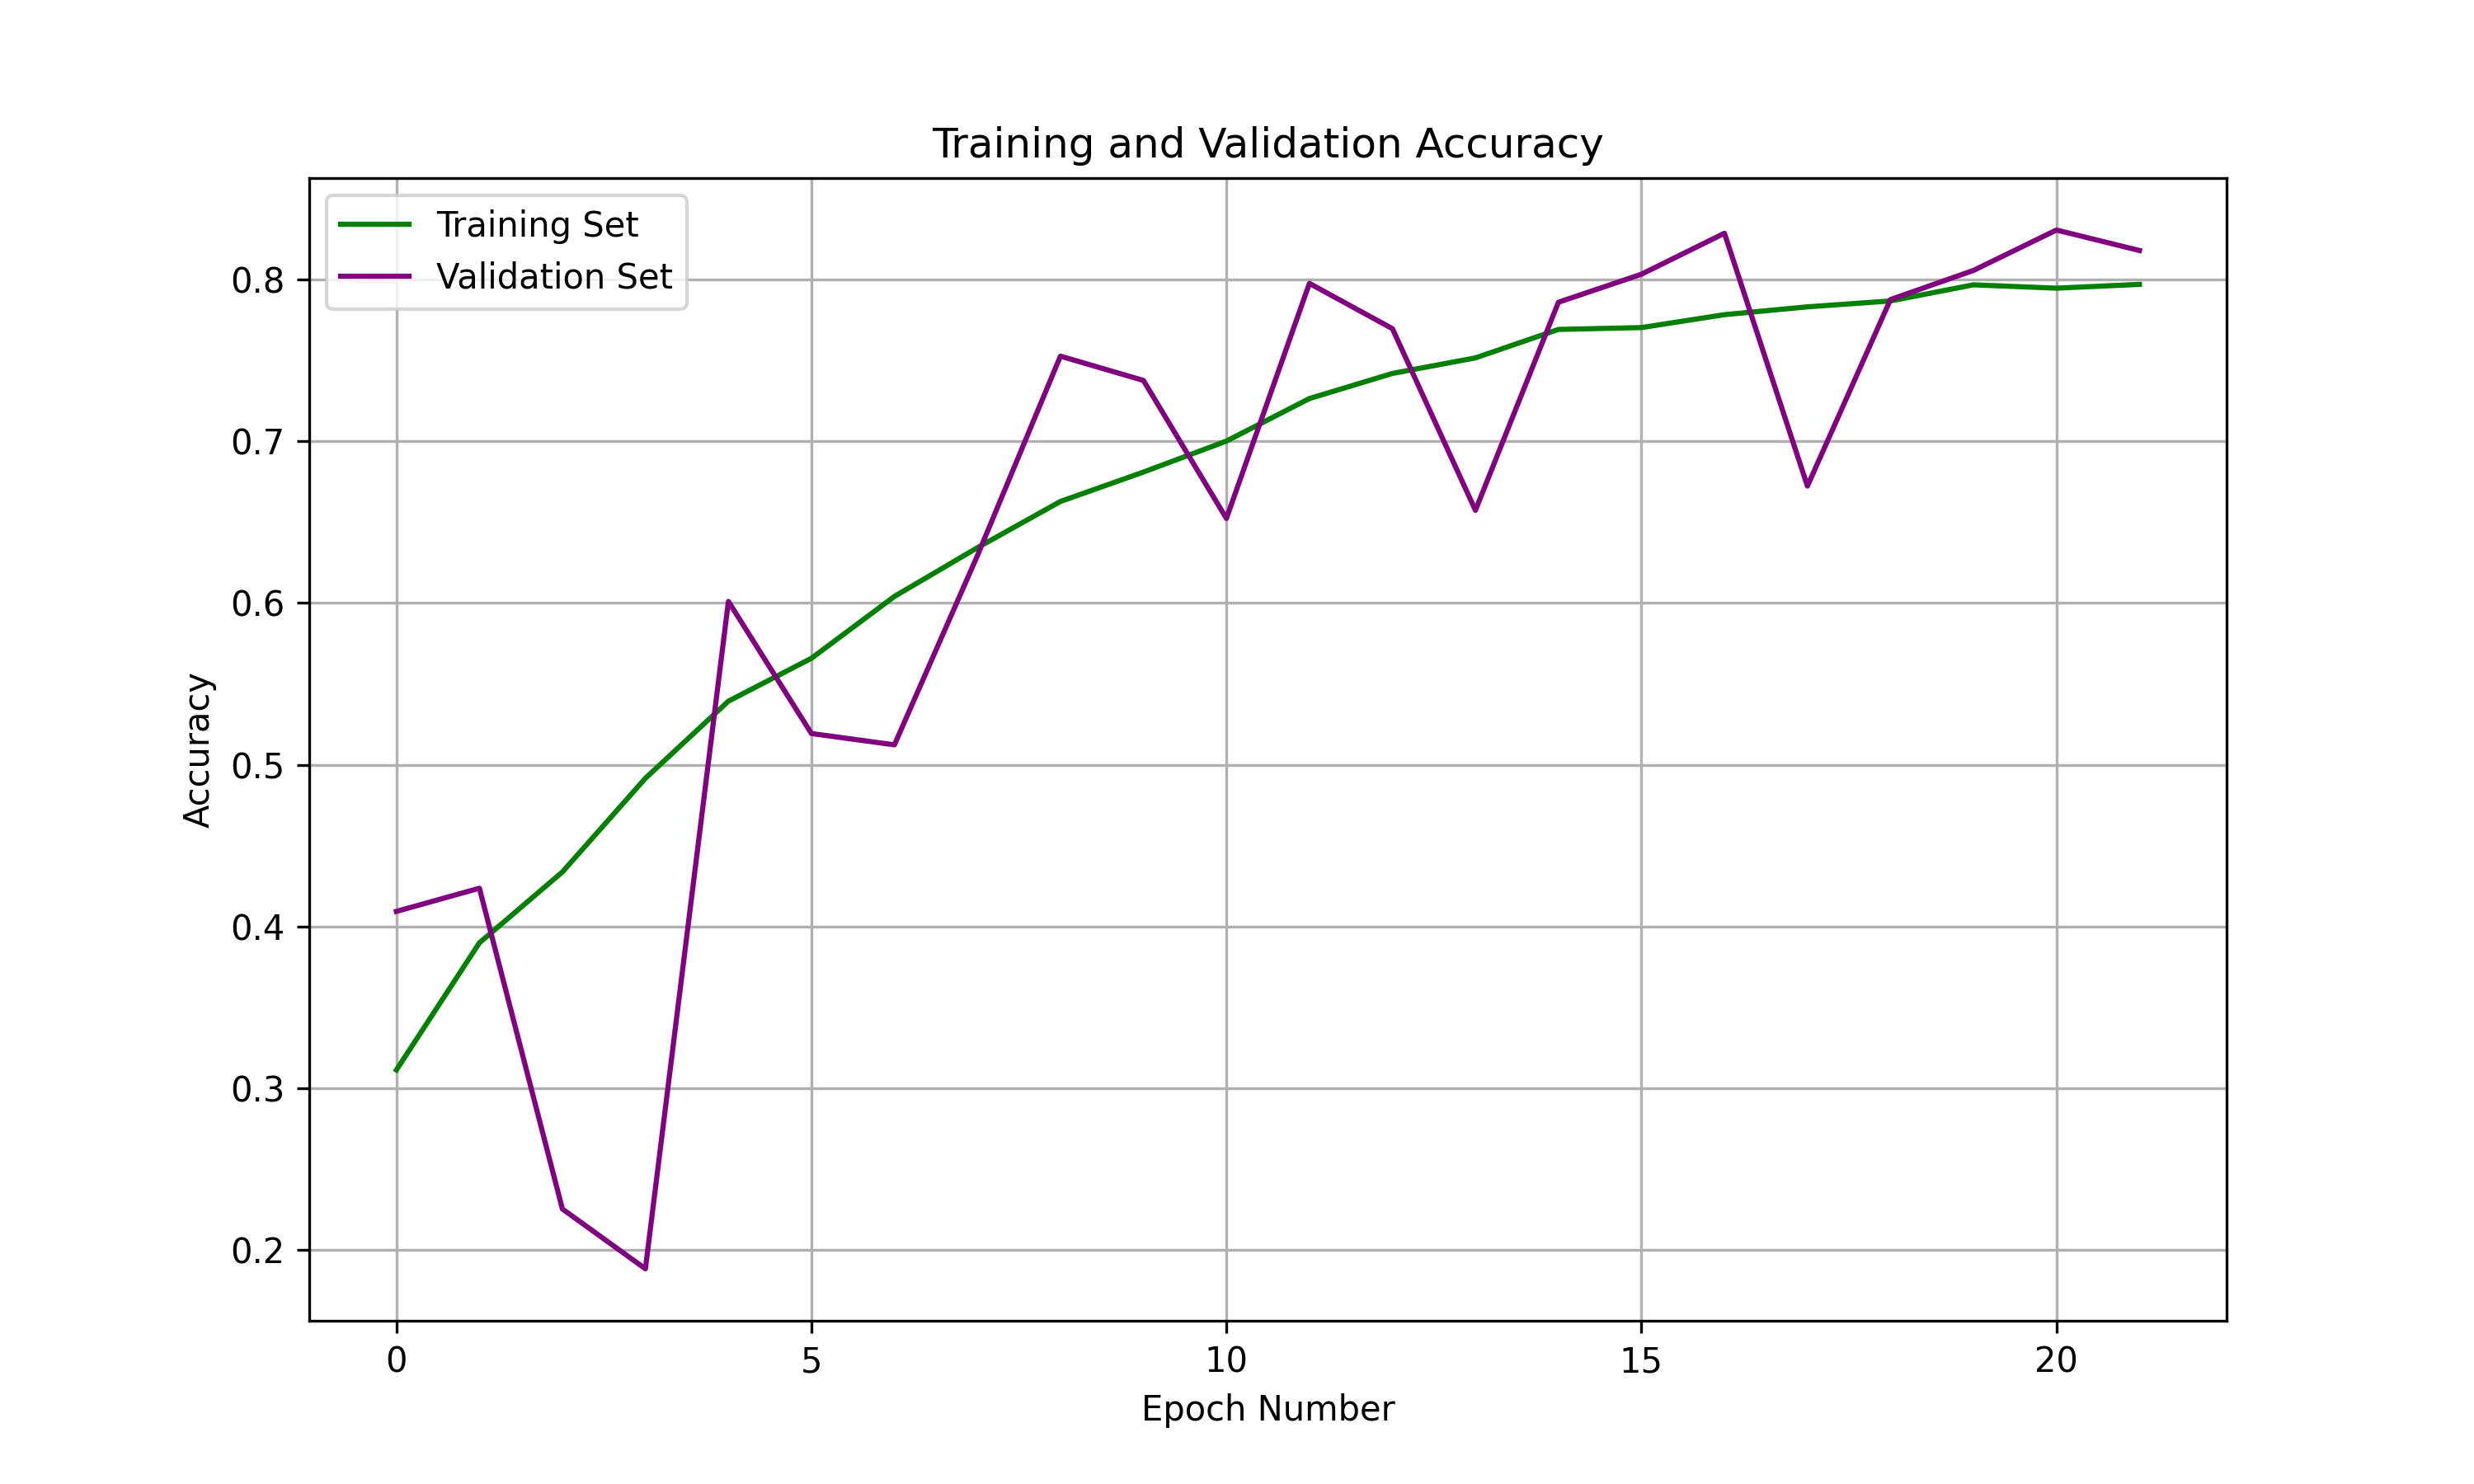 Training and Validation Accuracy
Training Set
Validation Set
Accuracy
0.8
0.7
0.6
0.5
0.4
0.3
0.2
0 5 10 15 20
Epoch Number